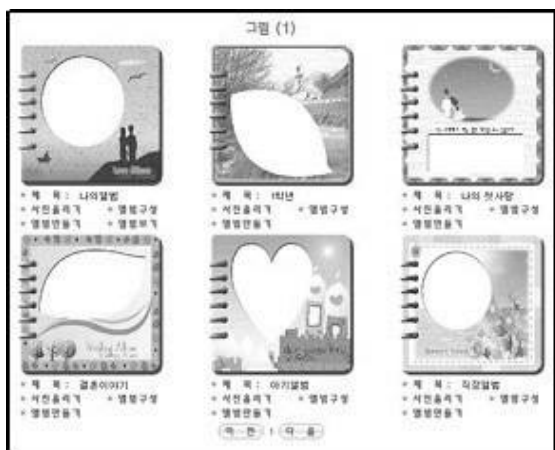 그림 (1)
제 목 : 나의앨범
사진올리기 앨범구성
앨범만들기 앨범보기
제 목 : 1학년
사진올리기 앨범구성
앨범만들기
제 목 : 나의 첫사랑
사진올리기 앨범구성
앨범만들기
제 목 : 결혼이야기
사진올리기 앨범구성
앨범만들기
제 목 : 아기앨범
사진올리기 앨범구성
앨범만들기
제 목 : 직장앨범
사진올리기 앨범구성
앨범만들기
이 전 1 다 음